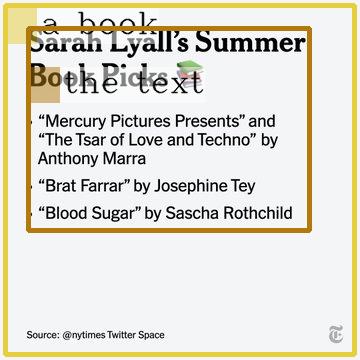 a book
Sarah Lyall's Summer
Book Picks 📚
the text
· "Mercury Pictures Presents" and
"The Tsar of Love and Techno" by
Anthony Marra
· "Brat Farrar" by Josephine Tey
· "Blood Sugar" by Sascha Rothchild
Source: @nytimes Twitter Space
T